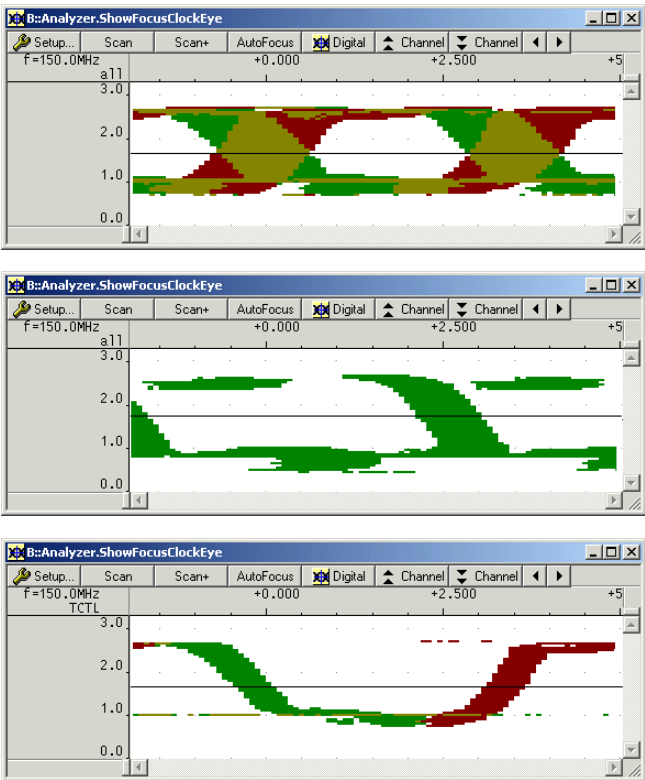 B::Analyzer.ShowFocusClockEye
Setup... Scan Scan+ AutoFocus Digital Channel Channel
f=150.0MHz +0.000 +2.500 +5
all
3.0
2.0
1.0
0.0
B::Analyzer.ShowFocusClockEye
Setup... Scan Scan+ AutoFocus Digital Channel Channel
f=150.0MHz +0.000 +2.500 +5
all
3.0
2.0
1.0
0.0
B::Analyzer.ShowFocusClockEye
Setup... Scan Scan+ AutoFocus Digital Channel Channel
f=150.0MHz +0.000 +2.500 +5
TCTL
3.0
2.0
1.0
0.0